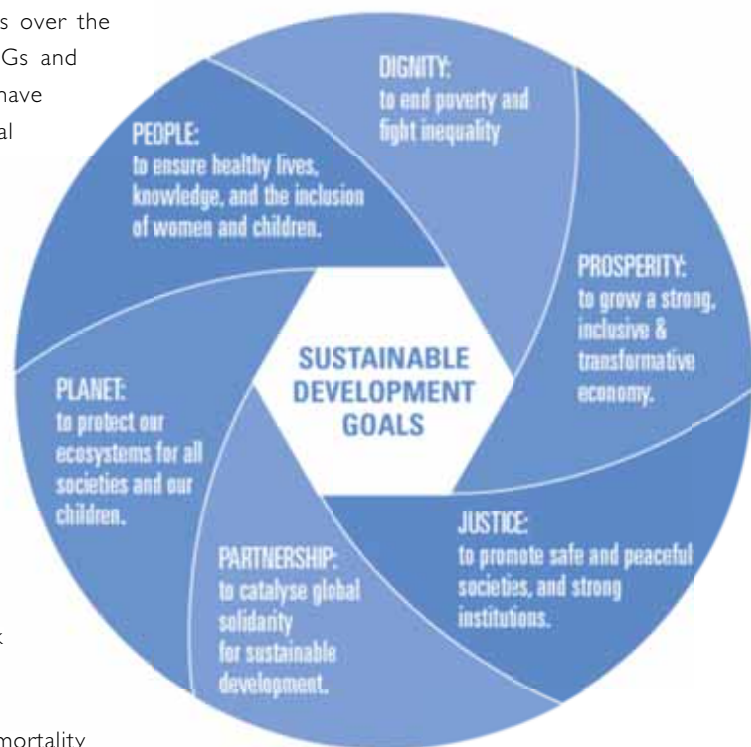 s over the
Gs and
have
al
DIGNITY:
to end poverty and
fight inequality
PEOPLE:
to ensure healthy lives,
knowledge, and the inclusion
of women and children.
PROSPERITY:
to grow a strong,
inclusive &
transformative
economy.
SUSTAINABLE
DEVELOPMENT
GOALS
PLANET:
to protect our
ecosystems for all
societies and our
children.
JUSTICE:
to promote safe and peaceful
societies, and strong
institutions.
PARTNERSHIP:
to catalyse global
solidarity
for sustainable
development.
mortality